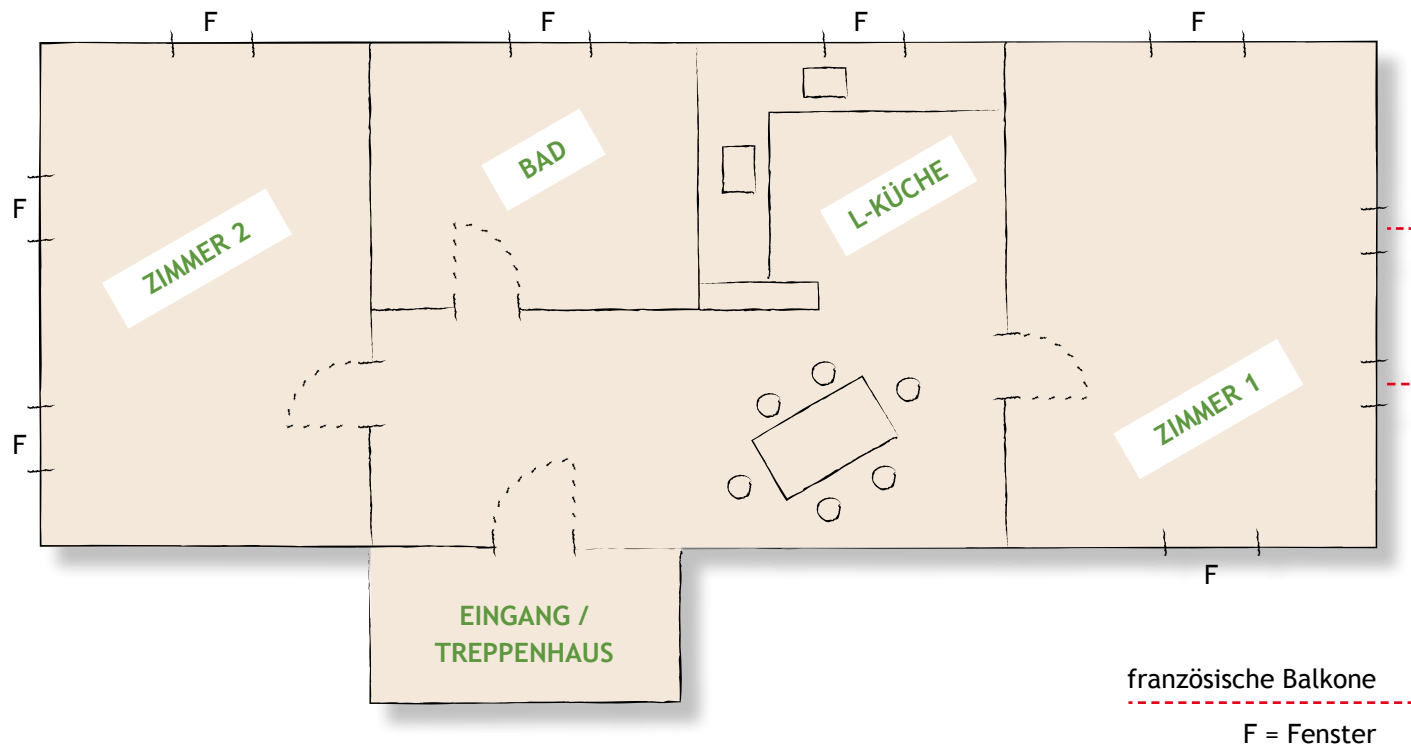 F
F
F
F
BAD
L-KÜCHE
F
ZIMMER 2
ZIMMER 1
F
F
EINGANG /
TREPPENHAUS
französische Balkone
F = Fenster